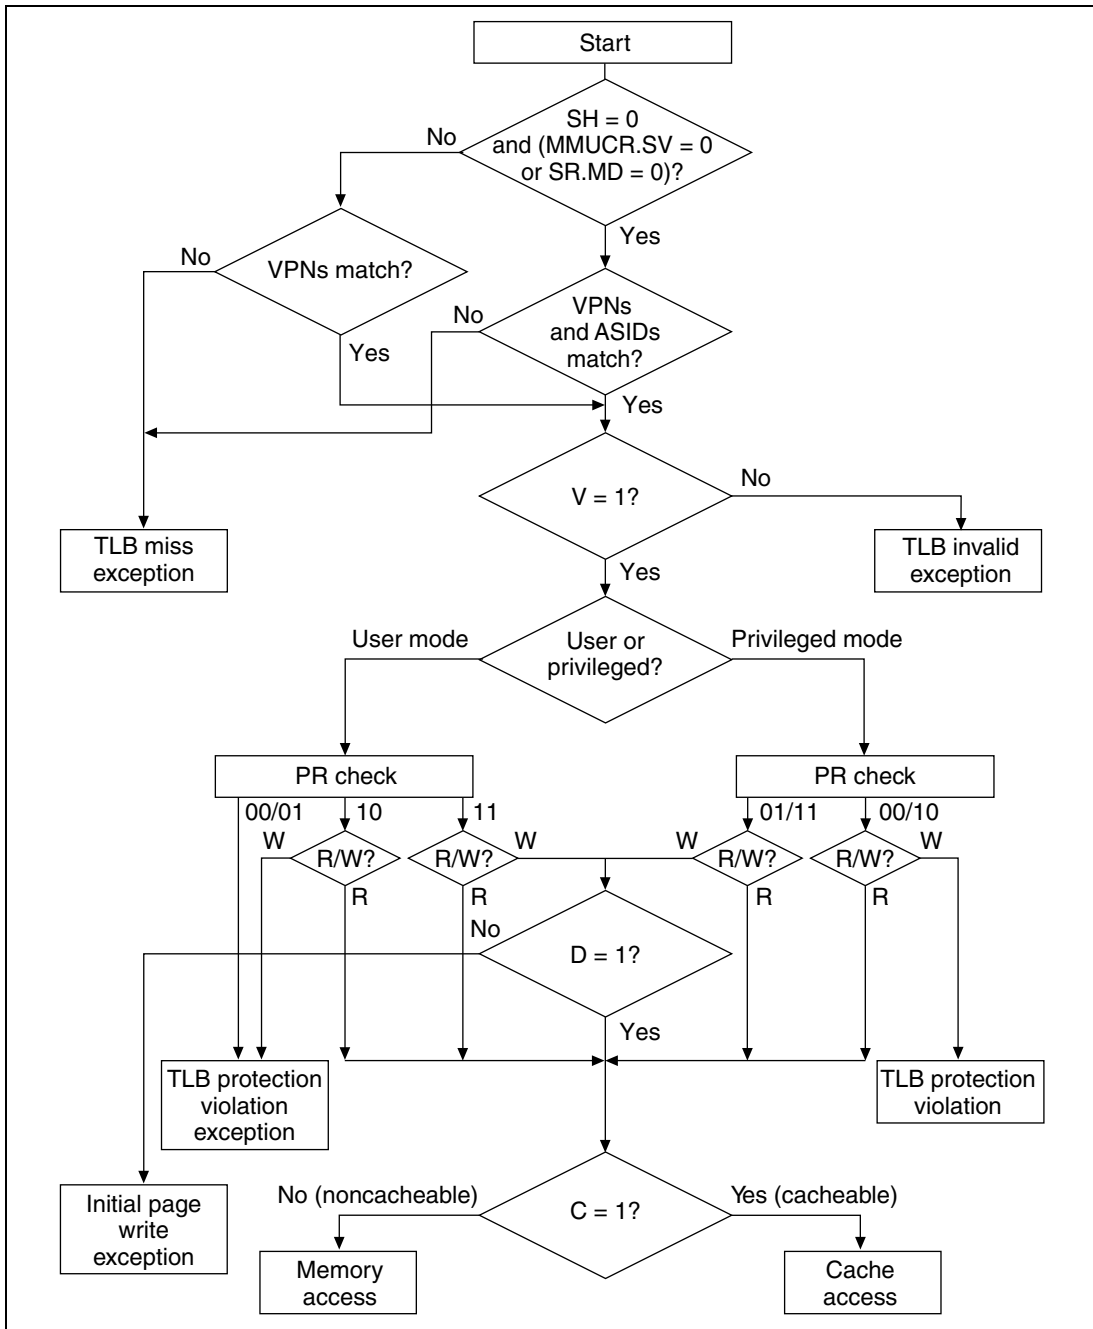 Start
SH = 0
and (MMUCR.SV = 0
or SR.MD = 0)?
No
Yes
No
VPNs match?
Yes
No
VPNs
and ASIDs
match?
Yes
V = 1?
No
Yes
TLB miss
exception
TLB invalid
exception
User mode
User or
privileged?
Privileged mode
PR check
PR check
00/01
10
11
01/11
00/10
W
R/W?
R/W?
W
W
R/W?
R/W?
W
R
R
R
R
No
D = 1?
Yes
TLB protection
violation
exception
TLB protection
violation
Initial page
write
exception
No (noncacheable)
C = 1?
Yes (cacheable)
Memory
access
Cache
access